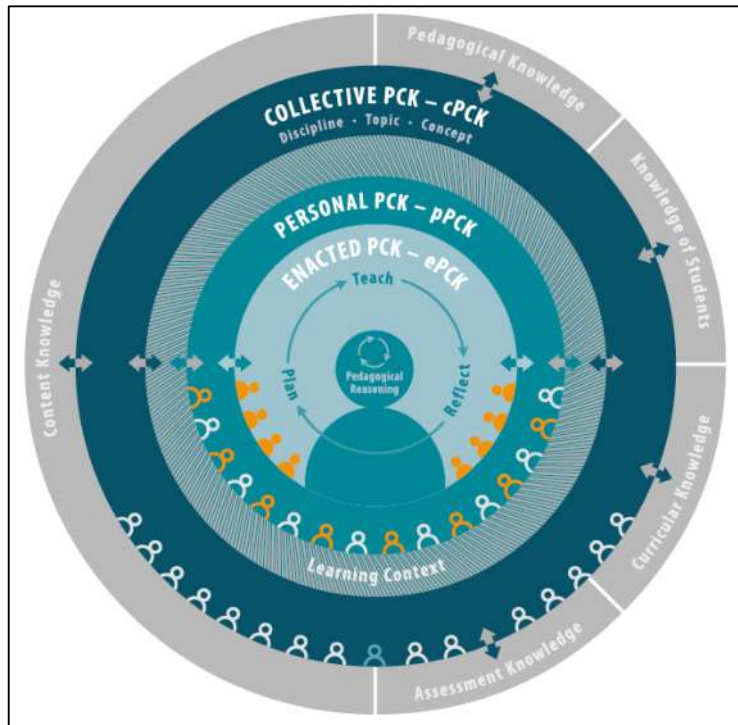 Pedagogical Knowledge
COLLECTIVE PCK – cPCK
Discipline · Topic · Concept
Knowledge of Students
PERSONAL PCK – pPCK
ENACTED PCK – ePCK
Teach
Content Knowledge
Pedagogical
Reasoning
Plan
Reflect
Curricular Knowledge
Learning Context
Assessment Knowledge